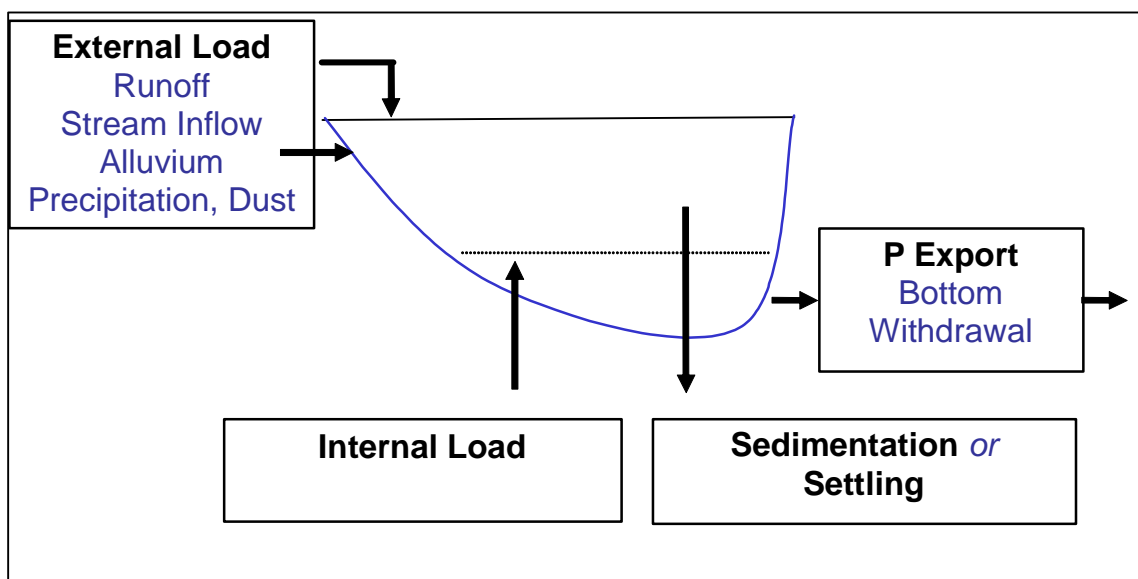 External Load
Runoff
Stream Inflow
Alluvium
Precipitation, Dust
P Export
Bottom
Withdrawal
Internal Load
Sedimentation or
Settling